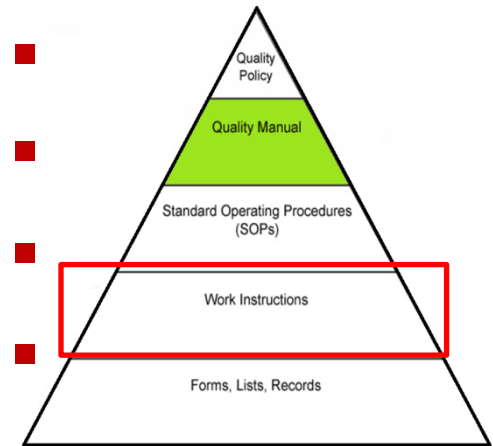 Quality
Policy
Quality Manual
Standard Operating Procedures
(SOPs)
Work Instructions
Forms, Lists, Records